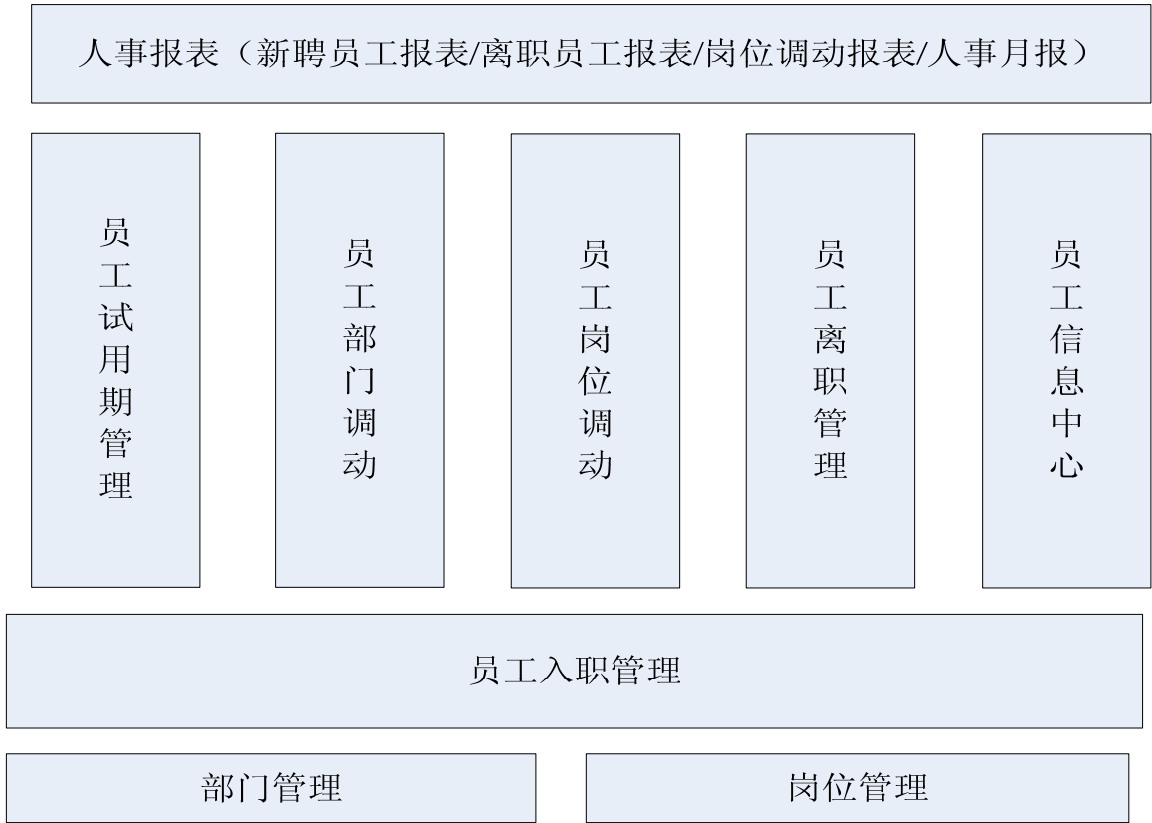 人事报表（新聘员工报表/离职员工报表/岗位调动报表/人事月报）
员工试用期管理
员工部门调动
员工岗位调动
员工离职管理
员工信息中心
员工入职管理
部门管理
岗位管理